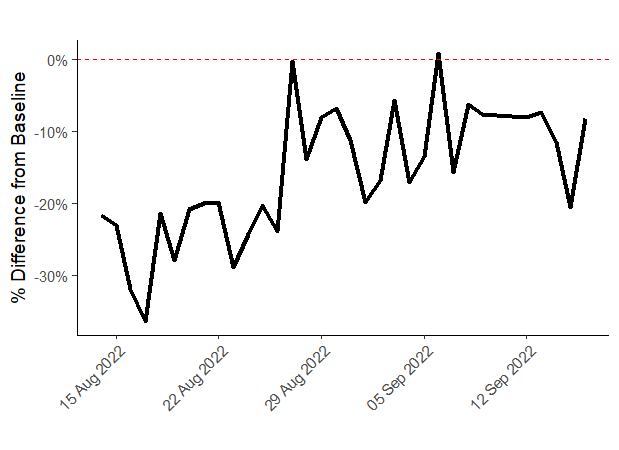 % Difference from Baseline
0%
-10%
-20%
-30%
15 Aug 2022
22 Aug 2022
29 Aug 2022
05 Sep 2022
12 Sep 2022